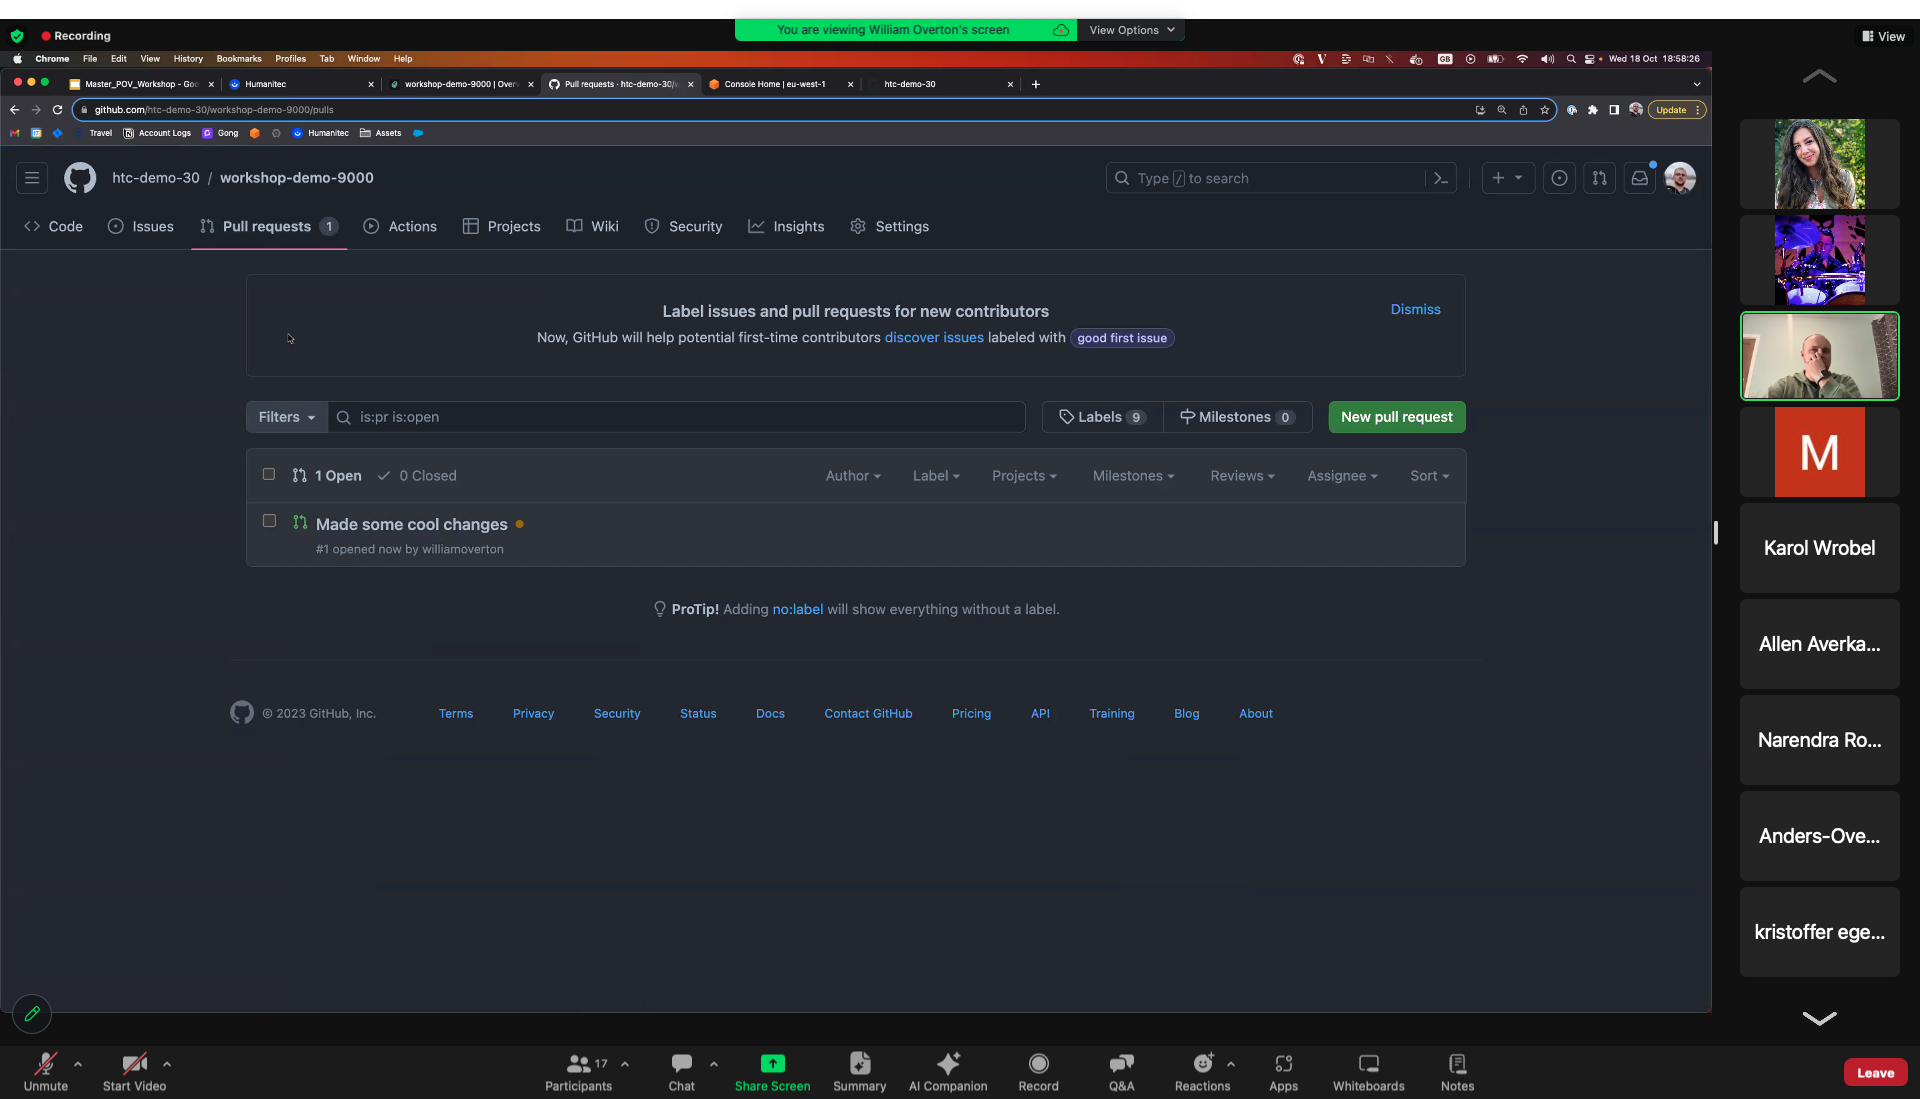 You are viewing William Overton's screen
View Options
Recording
View
Chrome File Edit View History Bookmarks Profiles Tab Window Help
GB
Wed 18 Oct 18:58:26
Master_POV_Workshop - Goo
Humanitec
workshop-demo-9000 | Over
Pull requests · htc-demo-30/w
Console Home | eu-west-1
htc-demo-30
github.com/htc-demo-30/workshop-demo-9000/pulls
Update
Travel
Account Logs
Gong
Humanitec
Assets
htc-demo-30 / workshop-demo-9000
Type / to search
Code
Issues
Pull requests 1
Actions
Projects
Wiki
Security
Insights
Settings
Label issues and pull requests for new contributors
Dismiss
Now, GitHub will help potential first-time contributors discover issues labeled with good first issue
Filters
is:pr is:open
Labels 9
Milestones 0
New pull request
1 Open
0 Closed
Author
Label
Projects
Milestones
Reviews
Assignee
Sort
Made some cool changes
#1 opened now by williamoverton
ProTip! Adding no:label will show everything without a label.
© 2023 GitHub, Inc.
Terms
Privacy
Security
Status
Docs
Contact GitHub
Pricing
API
Training
Blog
About
M
Karol Wrobel
Allen Averka...
Narendra Ro...
Anders-Ove...
kristoffer ege...
Unmute
Start Video
17
Participants
Chat
Share Screen
Summary
AI Companion
Record
Q&A
Reactions
Apps
Whiteboards
Notes
Leave